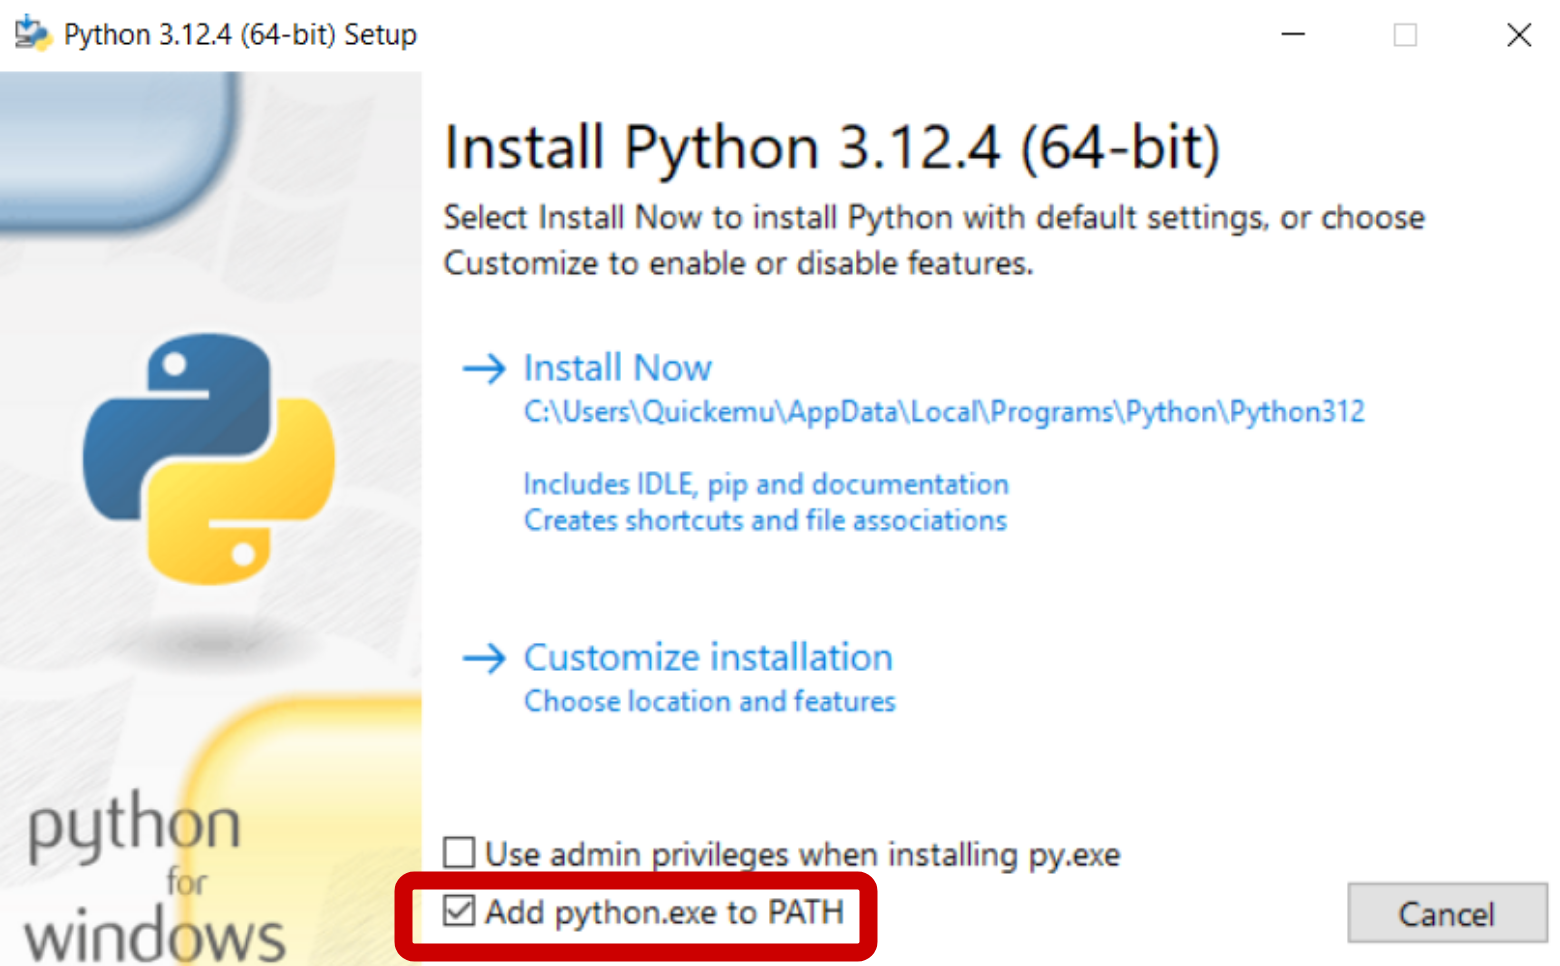 Python 3.12.4 (64-bit) Setup
Install Python 3.12.4 (64-bit)
Select Install Now to install Python with default settings, or choose
Customize to enable or disable features.
Install Now
C:\Users\Quickemu\AppData\Local\Programs\Python\Python312
Includes IDLE, pip and documentation
Creates shortcuts and file associations
Customize installation
Choose location and features
python
for
windows
Use admin privileges when installing py.exe
Add python.exe to PATH
Cancel